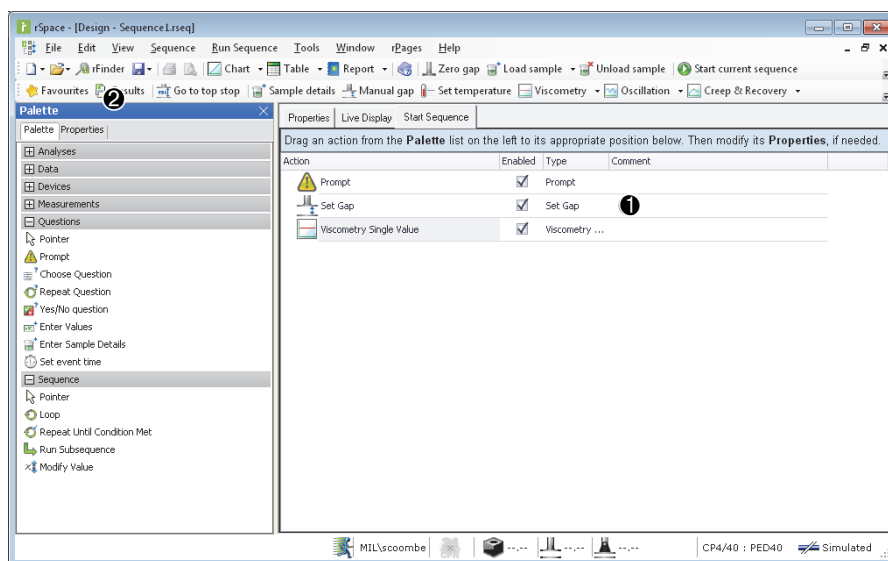 rSpace - [Design - Sequence1.rseq]
File Edit View Sequence Run Sequence Tools Window rPages Help
rFinder Chart Table Report Zero gap Load sample Unload sample Start current sequence
Favourites Results Go to top stop Sample details Manual gap Set temperature Viscometry Oscillation Creep & Recovery
2
Palette
Palette Properties
Analyses
Data
Devices
Measurements
Questions
Pointer
Prompt
Choose Question
Repeat Question
Yes/No question
Enter Values
Enter Sample Details
Set event time
Sequence
Pointer
Loop
Repeat Until Condition Met
Run Subsequence
Modify Value
Properties Live Display Start Sequence
Drag an action from the Palette list on the left to its appropriate position below. Then modify its Properties, if needed.
Action Enabled Type Comment
Prompt Prompt
Set Gap Set Gap 1
Viscometry Single Value Viscometry ...
MIL\scoombe --.-- --.-- --.-- CP4/40 : PED40 Simulated